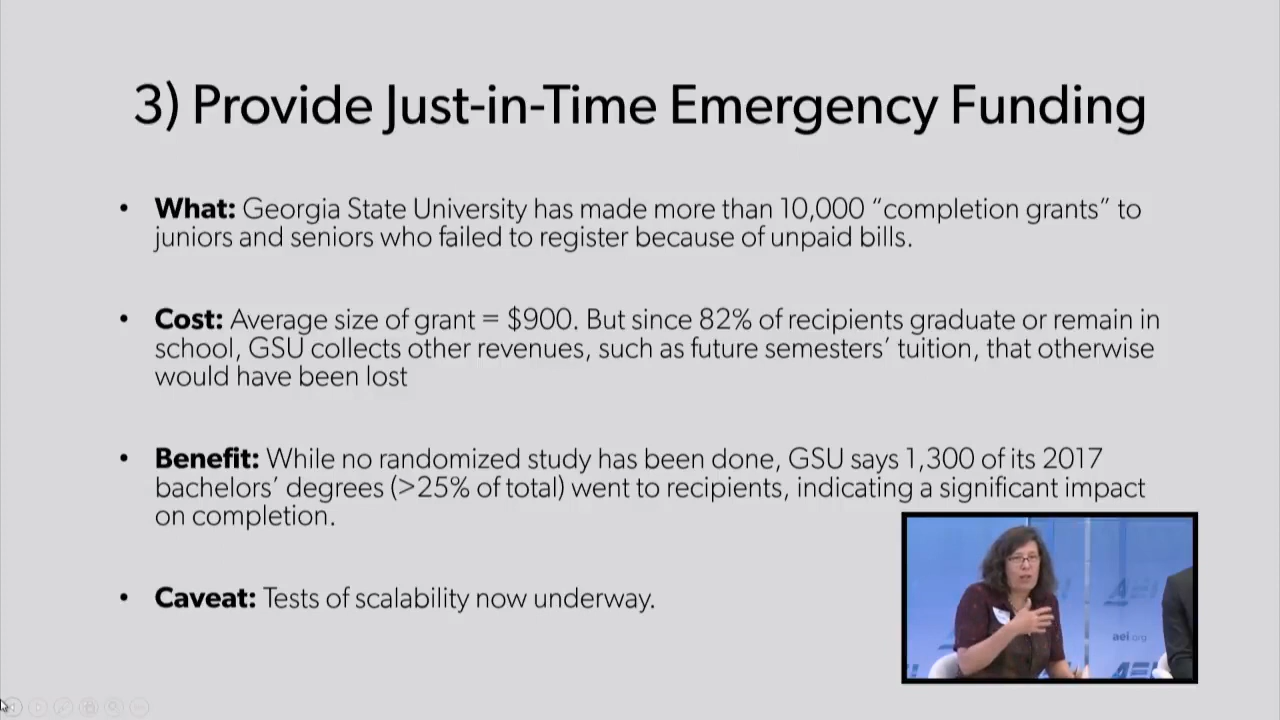 3) Provide Just-in-Time Emergency Funding
• What: Georgia State University has made more than 10,000 “completion grants” to
juniors and seniors who failed to register because of unpaid bills.
• Cost: Average size of grant = $900. But since 82% of recipients graduate or remain in
school, GSU collects other revenues, such as future semesters’ tuition, that otherwise
would have been lost
• Benefit: While no randomized study has been done, GSU says 1,300 of its 2017
bachelors’ degrees (>25% of total) went to recipients, indicating a significant impact
on completion.
• Caveat: Tests of scalability now underway.
AEI
aei.org
AEI